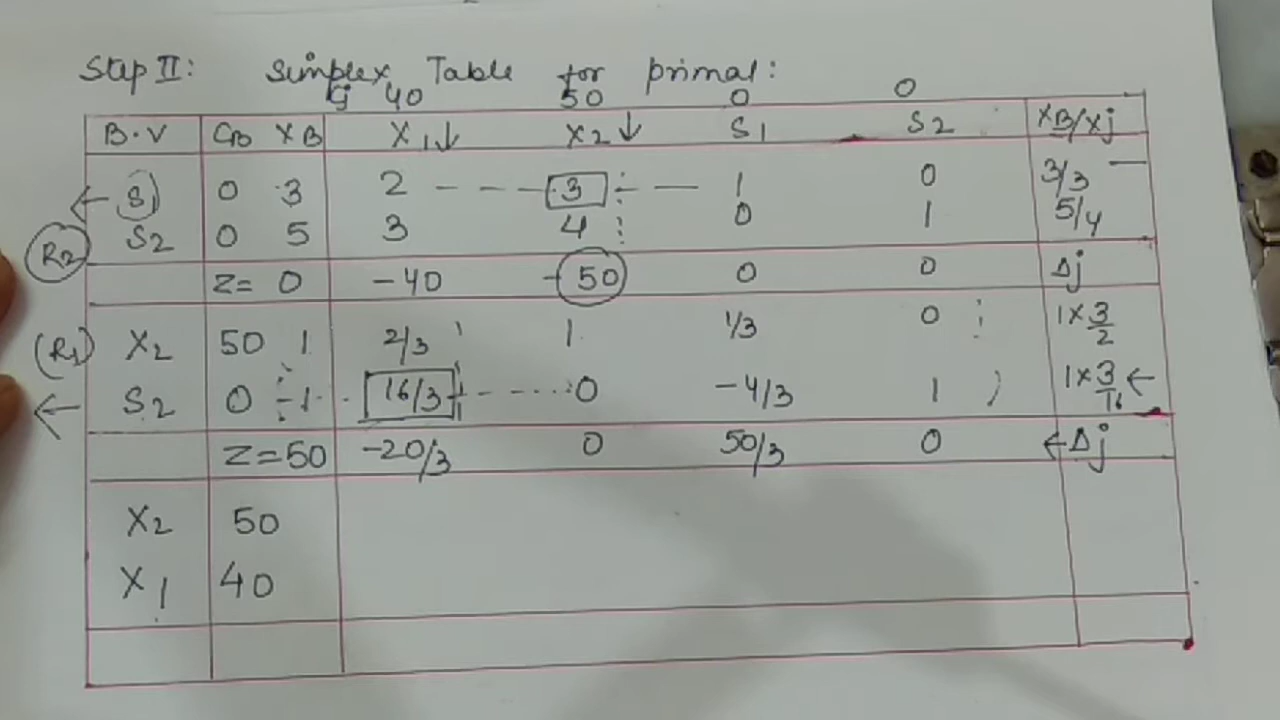 Step II: Simplex Table for primal:
Cj 40 50 0 0
B.V CB XB X1↓ X2↓ S1 S2 XB/Xj
← S1 0 3 2 3 1 0 3/3
R2 S2 0 5 3 4 0 1 5/4
Z= 0 -40 -50 0 0 Δj
(R1) X2 50 1 2/3 1 1/3 0 1×3/2
← S2 0 1 16/3 0 -4/3 1 1×3/16 ←
Z=50 -20/3 0 50/3 0 ←Δj
X2 50
X1 40